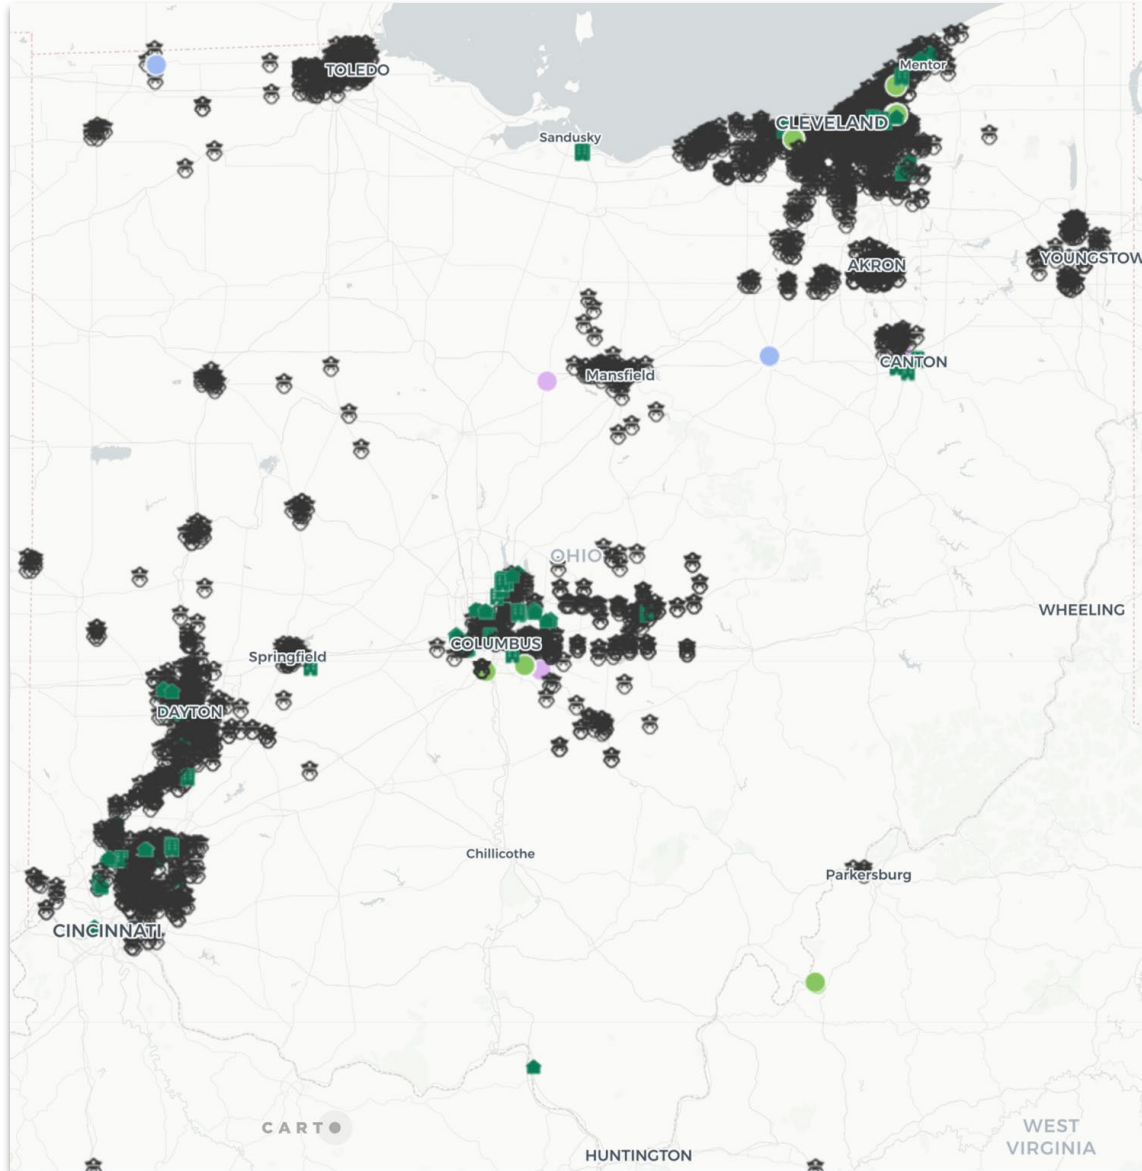 TOLEDO
Mentor
CLEVELAND
Sandusky
AKRON
YOUNGSTOW
CANTON
Mansfield
OHIO
WHEELING
COLUMBUS
Springfield
DAYTON
Chillicothe
Parkersburg
CINCINNATI
CARTO
WEST
VIRGINIA
HUNTINGTON